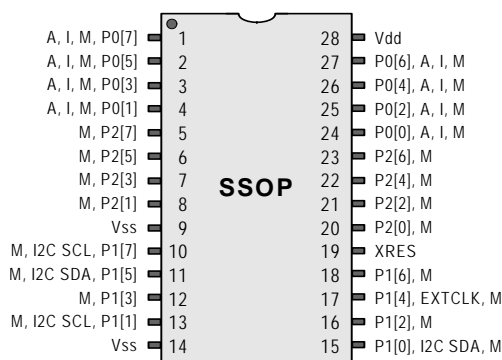 A, I, M, P0[7] 1 28 Vdd
A, I, M, P0[5] 2 27 P0[6], A, I, M
A, I, M, P0[3] 3 26 P0[4], A, I, M
A, I, M, P0[1] 4 25 P0[2], A, I, M
M, P2[7] 5 24 P0[0], A, I, M
M, P2[5] 6 23 P2[6], M
M, P2[3] 7 22 P2[4], M
SSOP
M, P2[1] 8 21 P2[2], M
Vss 9 20 P2[0], M
M, I2C SCL, P1[7] 10 19 XRES
M, I2C SDA, P1[5] 11 18 P1[6], M
M, P1[3] 12 17 P1[4], EXTCLK, M
M, I2C SCL, P1[1] 13 16 P1[2], M
Vss 14 15 P1[0], I2C SDA, M